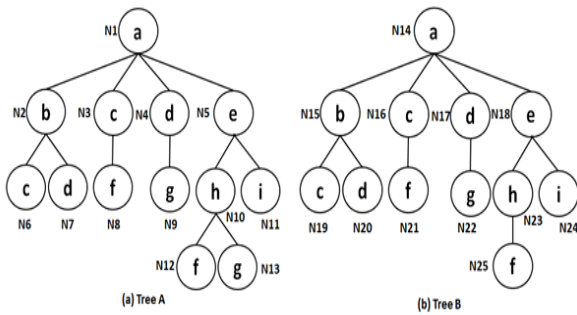 N1 a N14 a
N2 b N3 c N4 d N5 e N15 b N16 c N17 d N18 e
c d f g h i c d f g h i
N6 N7 N8 N9 N10 N11 N19 N20 N21 N22 N23 N24
N12 f g N13 N25 f
(a) Tree A (b) Tree B